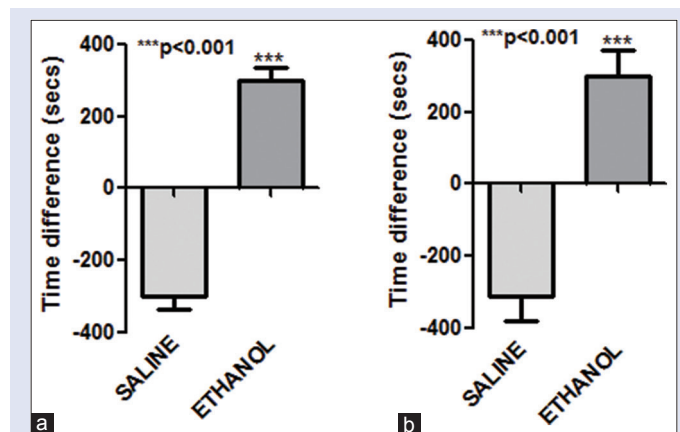 Time difference (secs)
400
200
0
-200
-400
***p<0.001
***
SALINE
ETHANOL
a
Time difference (secs)
400
200
0
-200
-400
***p<0.001
***
SALINE
ETHANOL
b